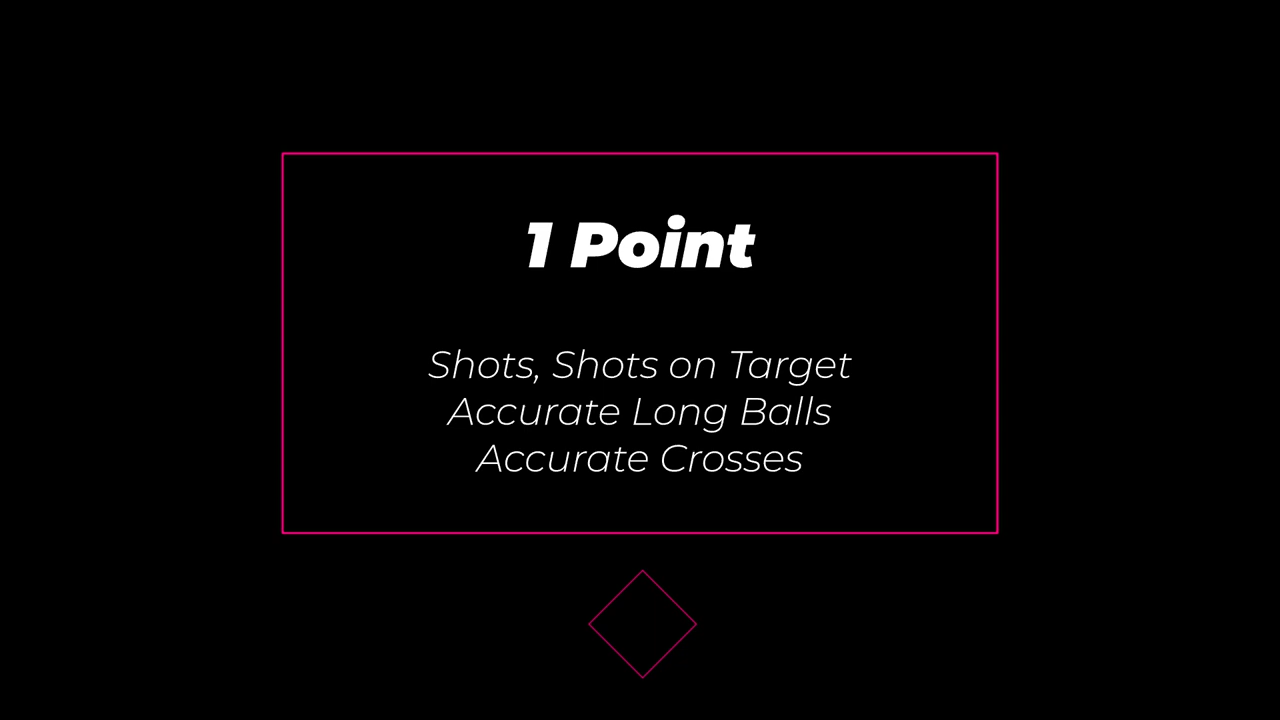 1 Point
Shots, Shots on Target
Accurate Long Balls
Accurate Crosses